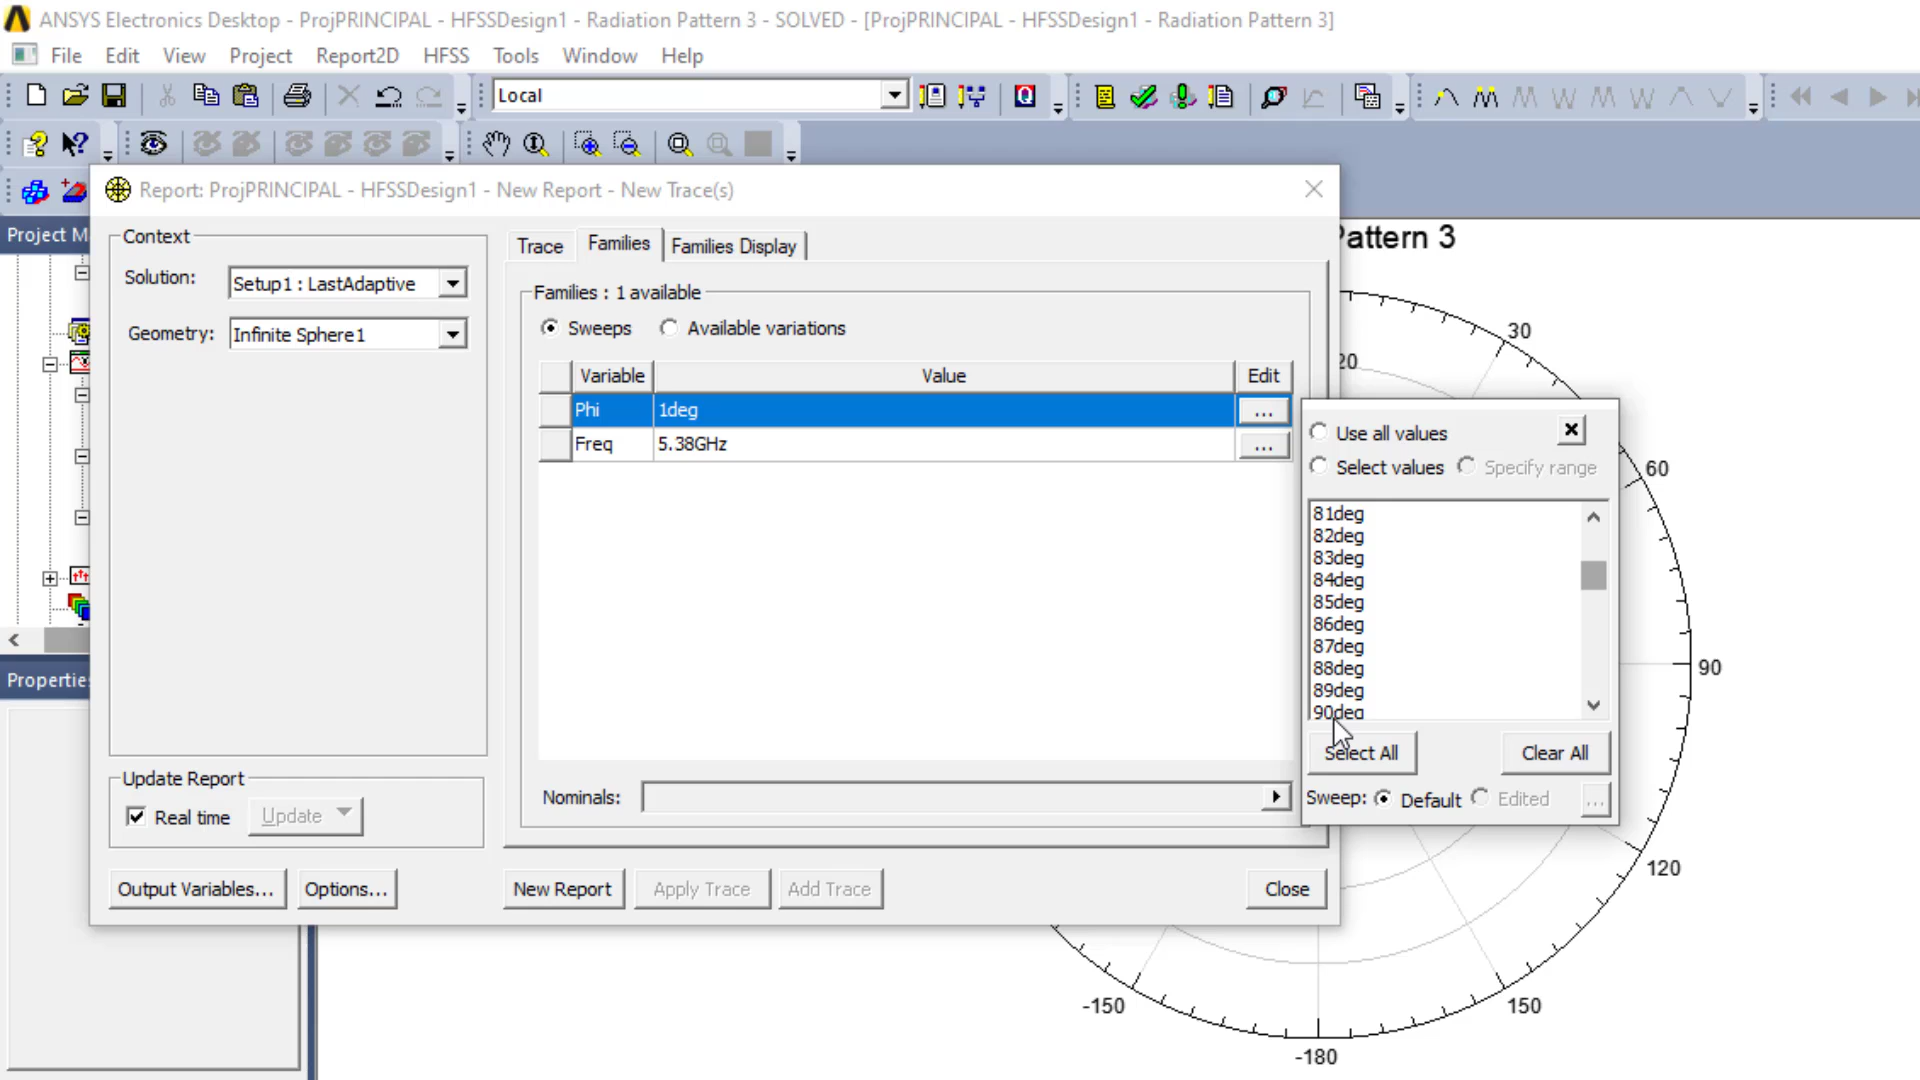 ANSYS Electronics Desktop - ProjPRINCIPAL - HFSSDesign1 - Radiation Pattern 3 - SOLVED - [ProjPRINCIPAL - HFSSDesign1 - Radiation Pattern 3]
File Edit View Project Report2D HFSS Tools Window Help
Local
Report: ProjPRINCIPAL - HFSSDesign1 - New Report - New Trace(s)
Project M
Context
Solution: Setup1 : LastAdaptive
Geometry: Infinite Sphere1
Trace Families Families Display
Families : 1 available
Sweeps Available variations
Variable Value Edit
Phi 1deg ...
Freq 5.38GHz ...
Nominals:
Update Report
Real time Update
Output Variables... Options... New Report Apply Trace Add Trace Close
Propertie
Use all values
Select values Specify range
81deg
82deg
83deg
84deg
85deg
86deg
87deg
88deg
89deg
90deg
Select All Clear All
Sweep: Default Edited ...
Pattern 3
30
20
60
90
120
150
-150
-180